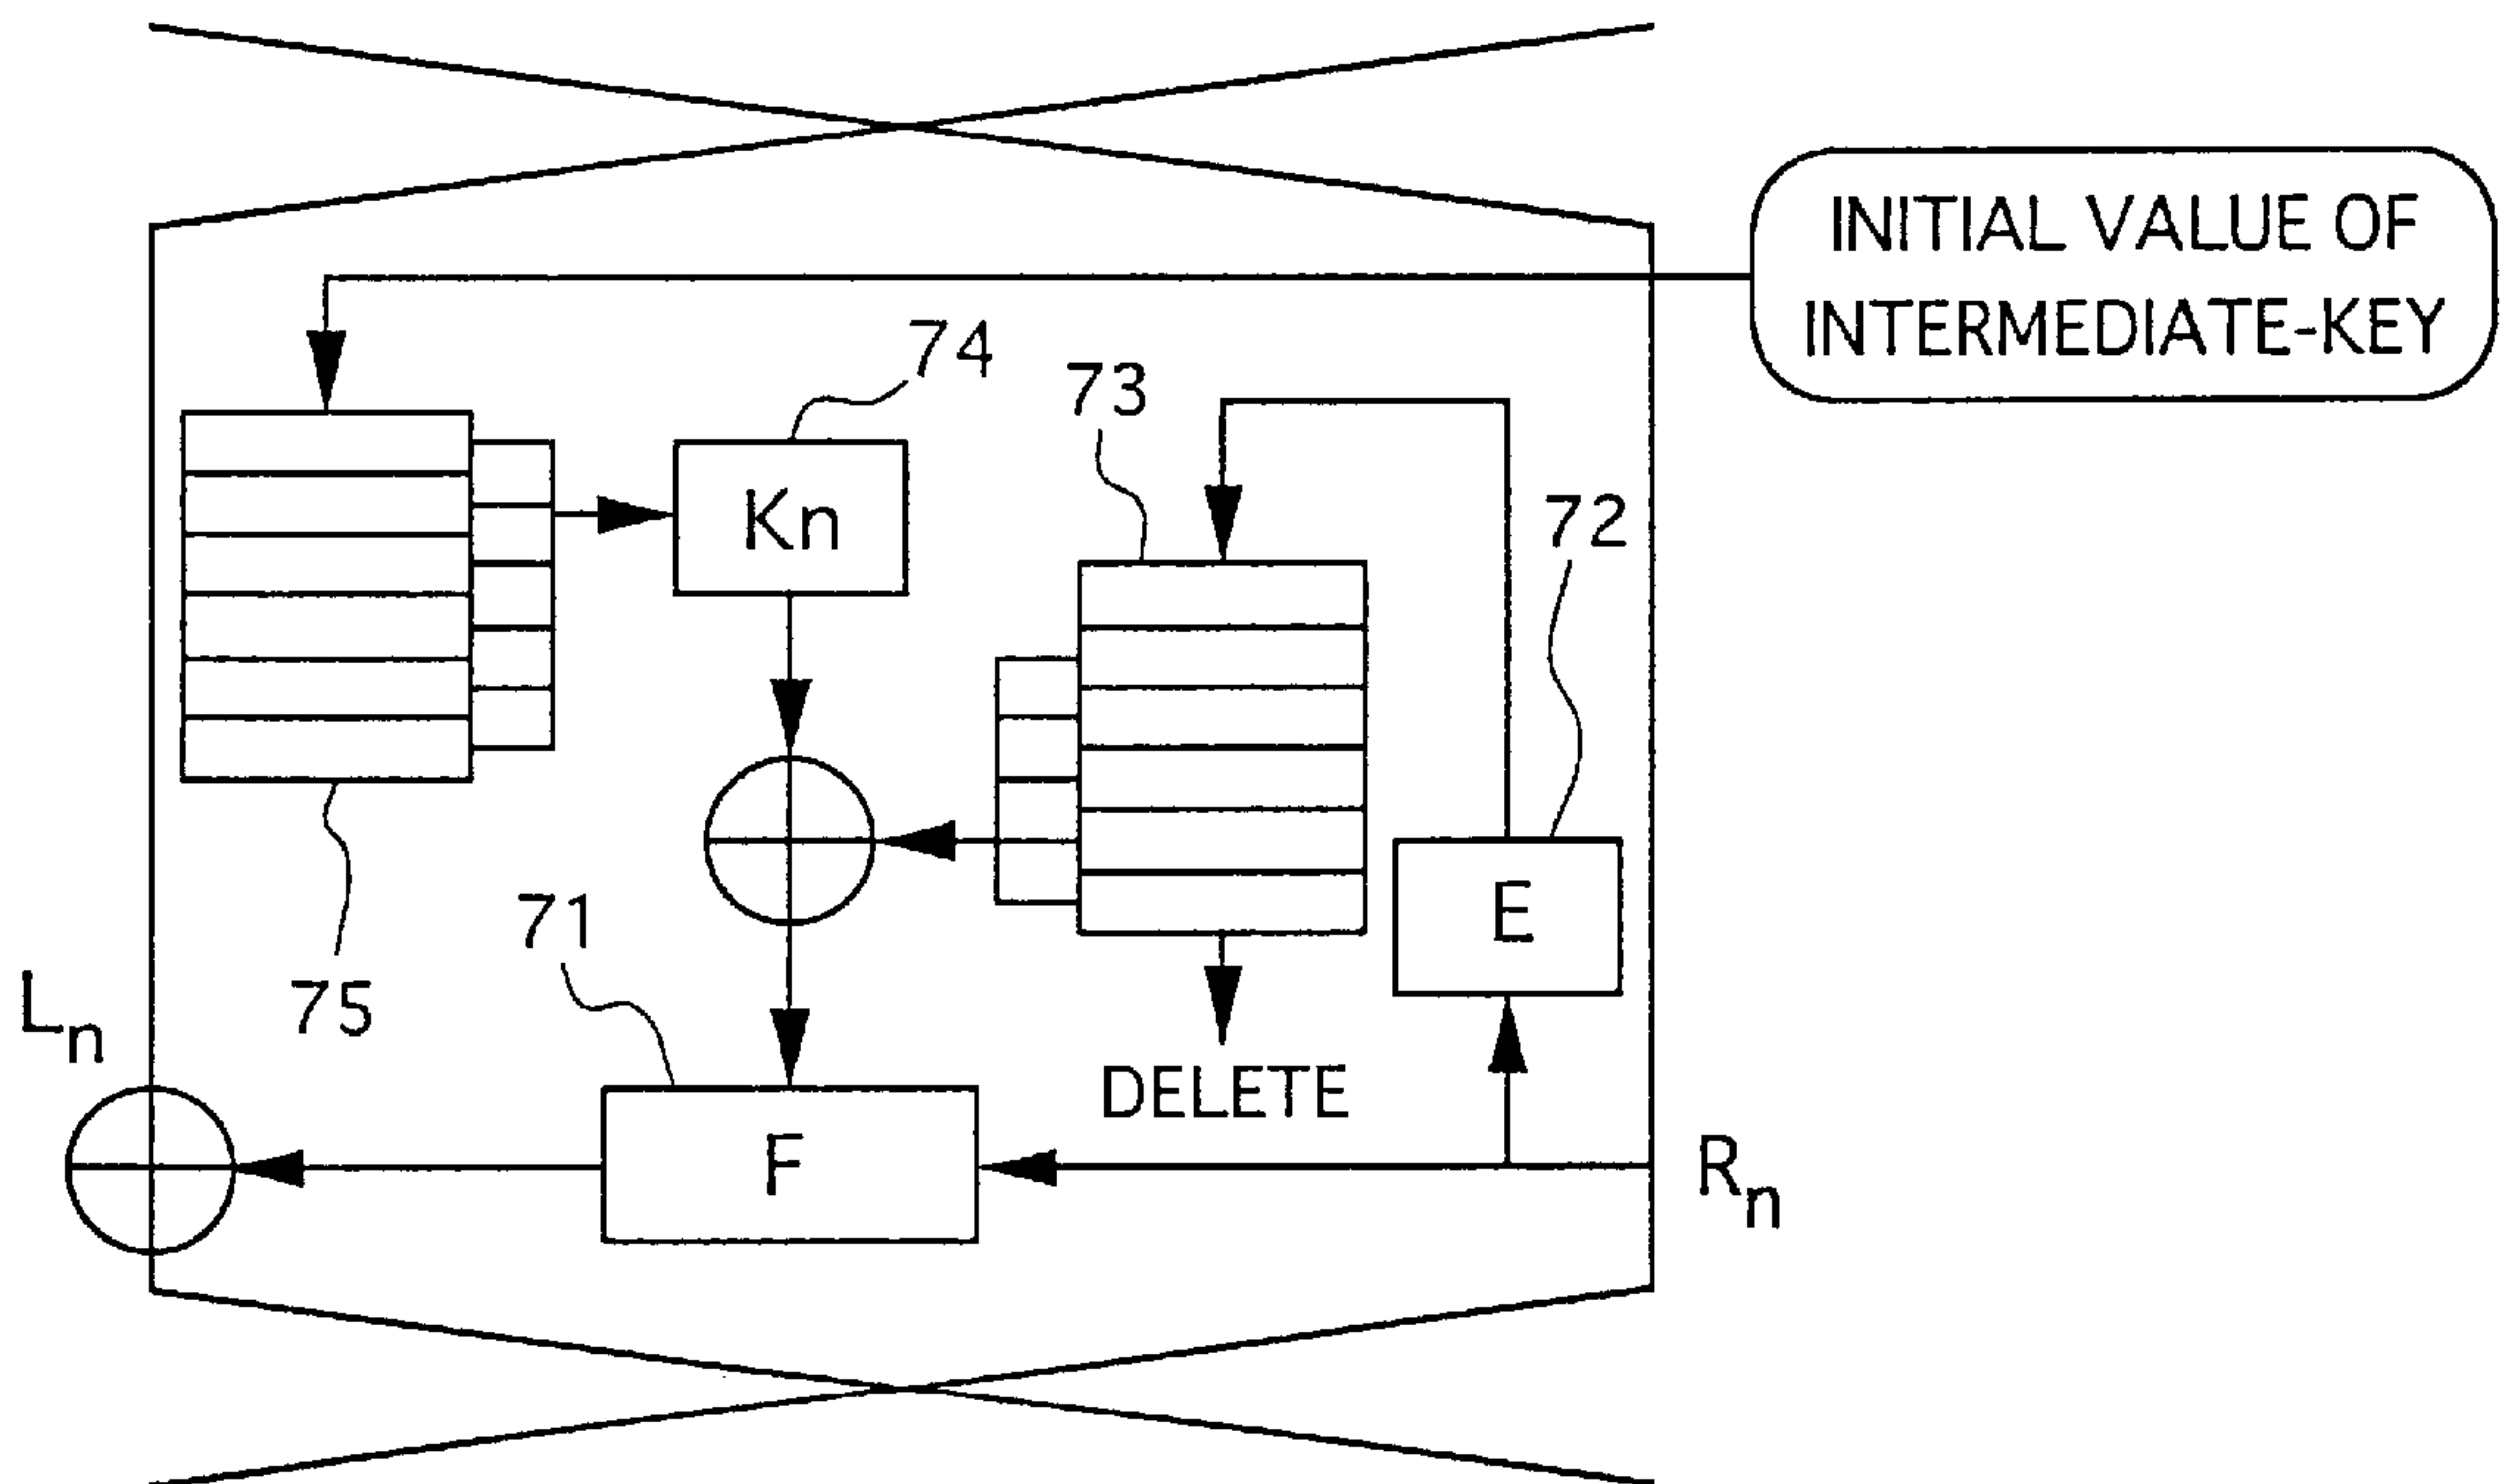 INITIAL VALUE OF
INTERMEDIATE-KEY
74
73
Kn
72
E
71
75
Ln
DELETE
F
Rn